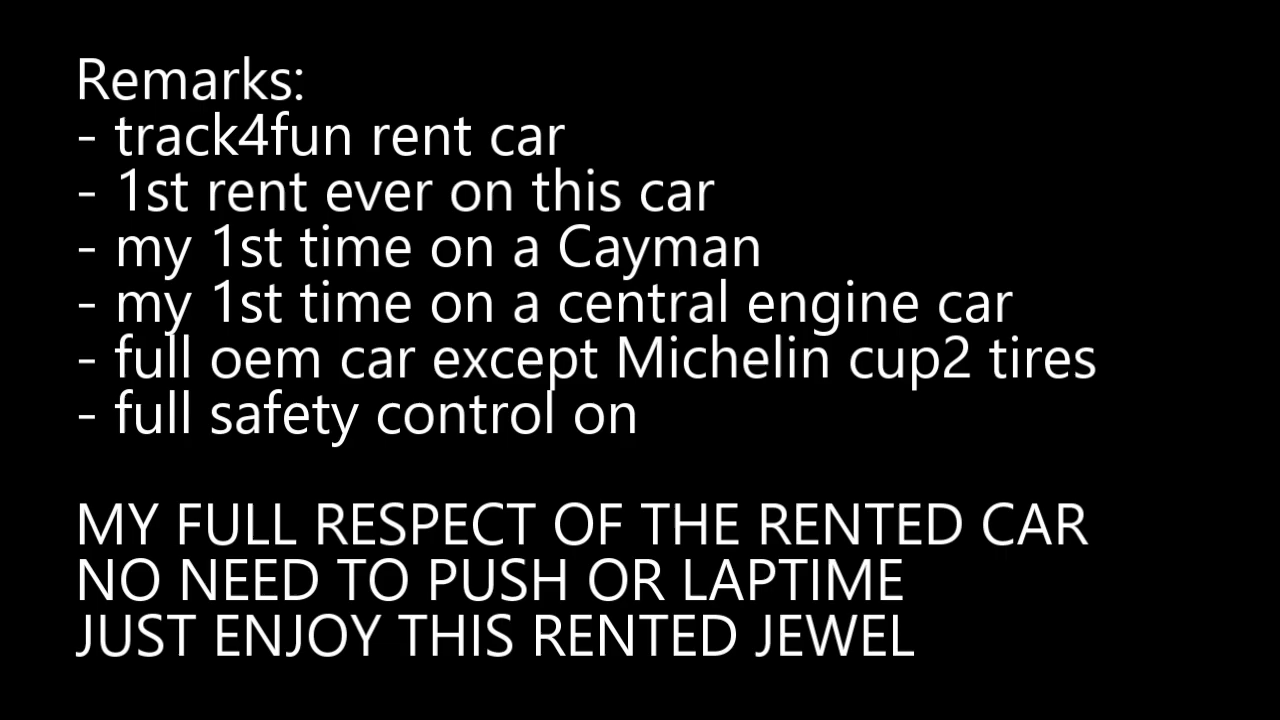 Remarks:
- track4fun rent car
- 1st rent ever on this car
- my 1st time on a Cayman
- my 1st time on a central engine car
- full oem car except Michelin cup2 tires
- full safety control on
MY FULL RESPECT OF THE RENTED CAR
NO NEED TO PUSH OR LAPTIME
JUST ENJOY THIS RENTED JEWEL